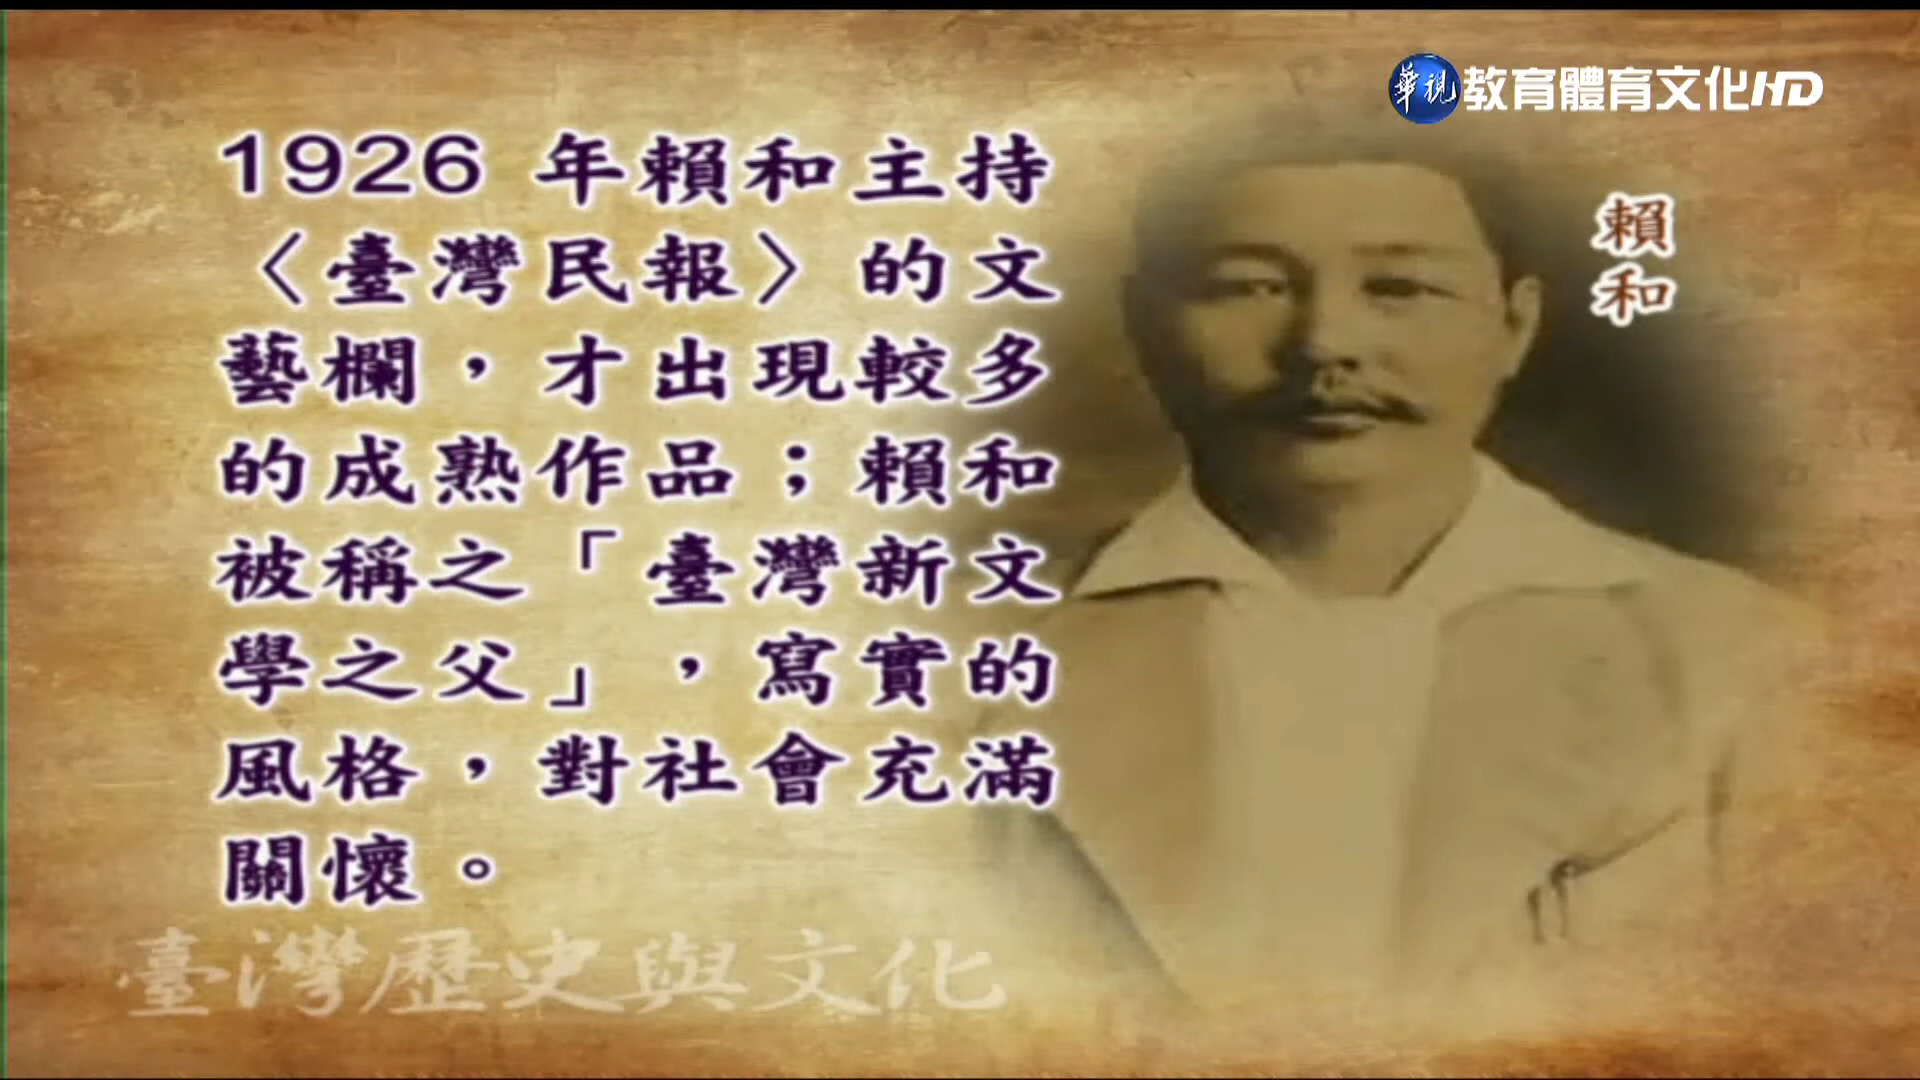 華視 教育體育文化HD
1926 年賴和主持
〈臺灣民報〉的文
藝欄，才出現較多
的成熟作品；賴和
被稱之「臺灣新文
學之父」，寫實的
風格，對社會充滿
關懷。
賴和
臺灣歷史與文化